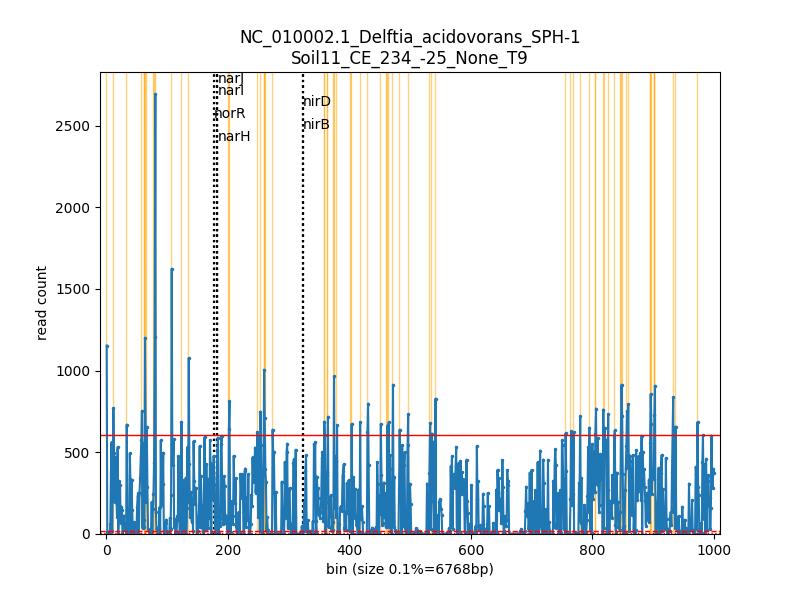 NC_010002.1_Delftia_acidovorans_SPH-1
Soil11_CE_234_-25_None_T9
narJ
narI
norR
narH
nirD
nirB
2500
2000
1500
1000
500
0
read count
0 200 400 600 800 1000
bin (size 0.1%=6768bp)